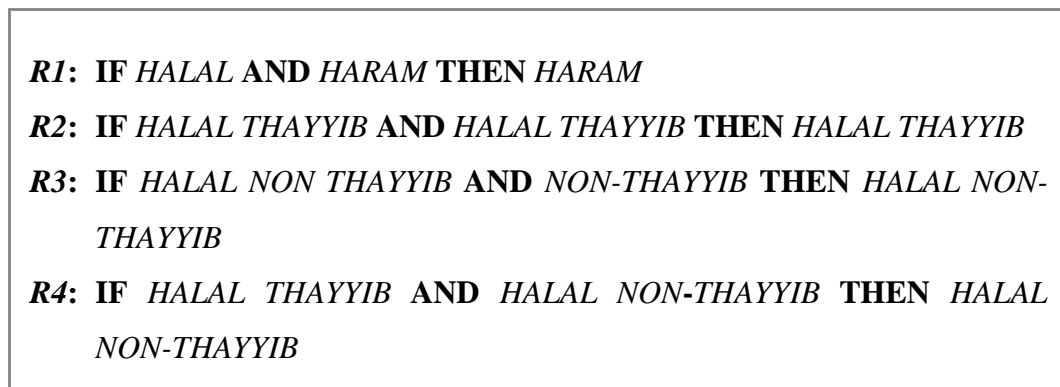 R1: IF HALAL AND HARAM THEN HARAM
R2: IF HALAL THAYYIB AND HALAL THAYYIB THEN HALAL THAYYIB
R3: IF HALAL NON THAYYIB AND NON-THAYYIB THEN HALAL NON-
THAYYIB
R4: IF HALAL THAYYIB AND HALAL NON-THAYYIB THEN HALAL
NON-THAYYIB